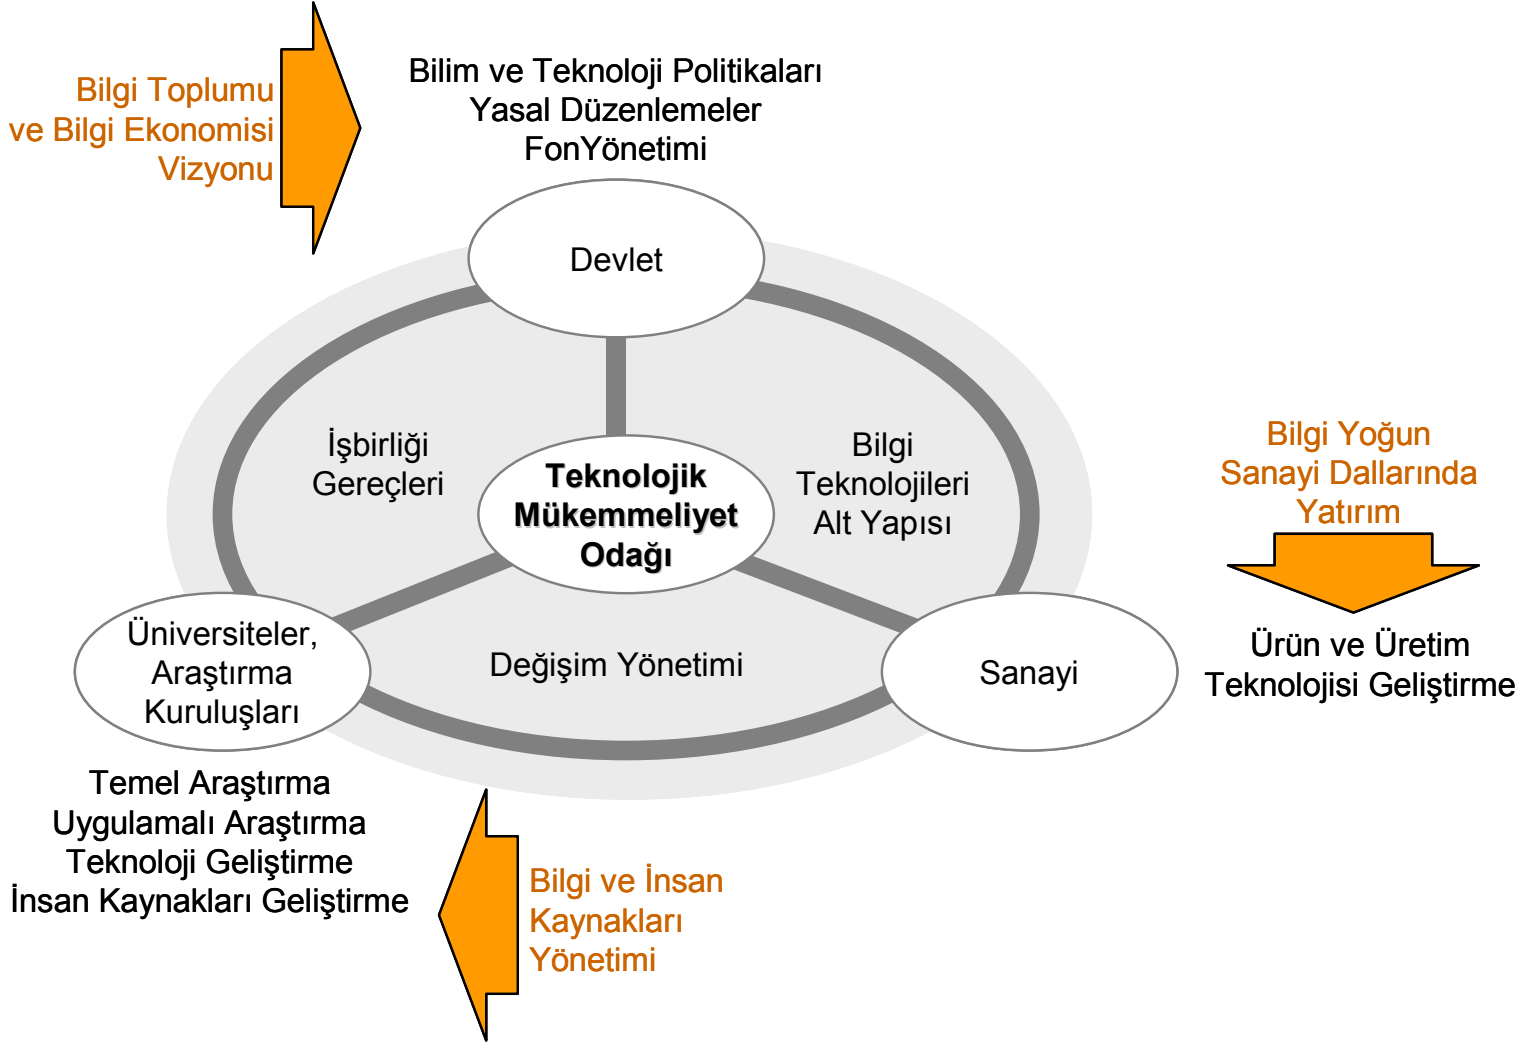 Bilgi Toplumu
ve Bilgi Ekonomisi
Vizyonu
Bilim ve Teknoloji Politikaları
Yasal Düzenlemeler
FonYönetimi
Devlet
İşbirliği
Gereçleri
Teknolojik
Mükemmeliyet
Odağı
Bilgi
Teknolojileri
Alt Yapısı
Bilgi Yoğun
Sanayi Dallarında
Yatırım
Üniversiteler,
Araştırma
Kuruluşları
Değişim Yönetimi
Sanayi
Ürün ve Üretim
Teknolojisi Geliştirme
Temel Araştırma
Uygulamalı Araştırma
Teknoloji Geliştirme
İnsan Kaynakları Geliştirme
Bilgi ve İnsan
Kaynakları
Yönetimi